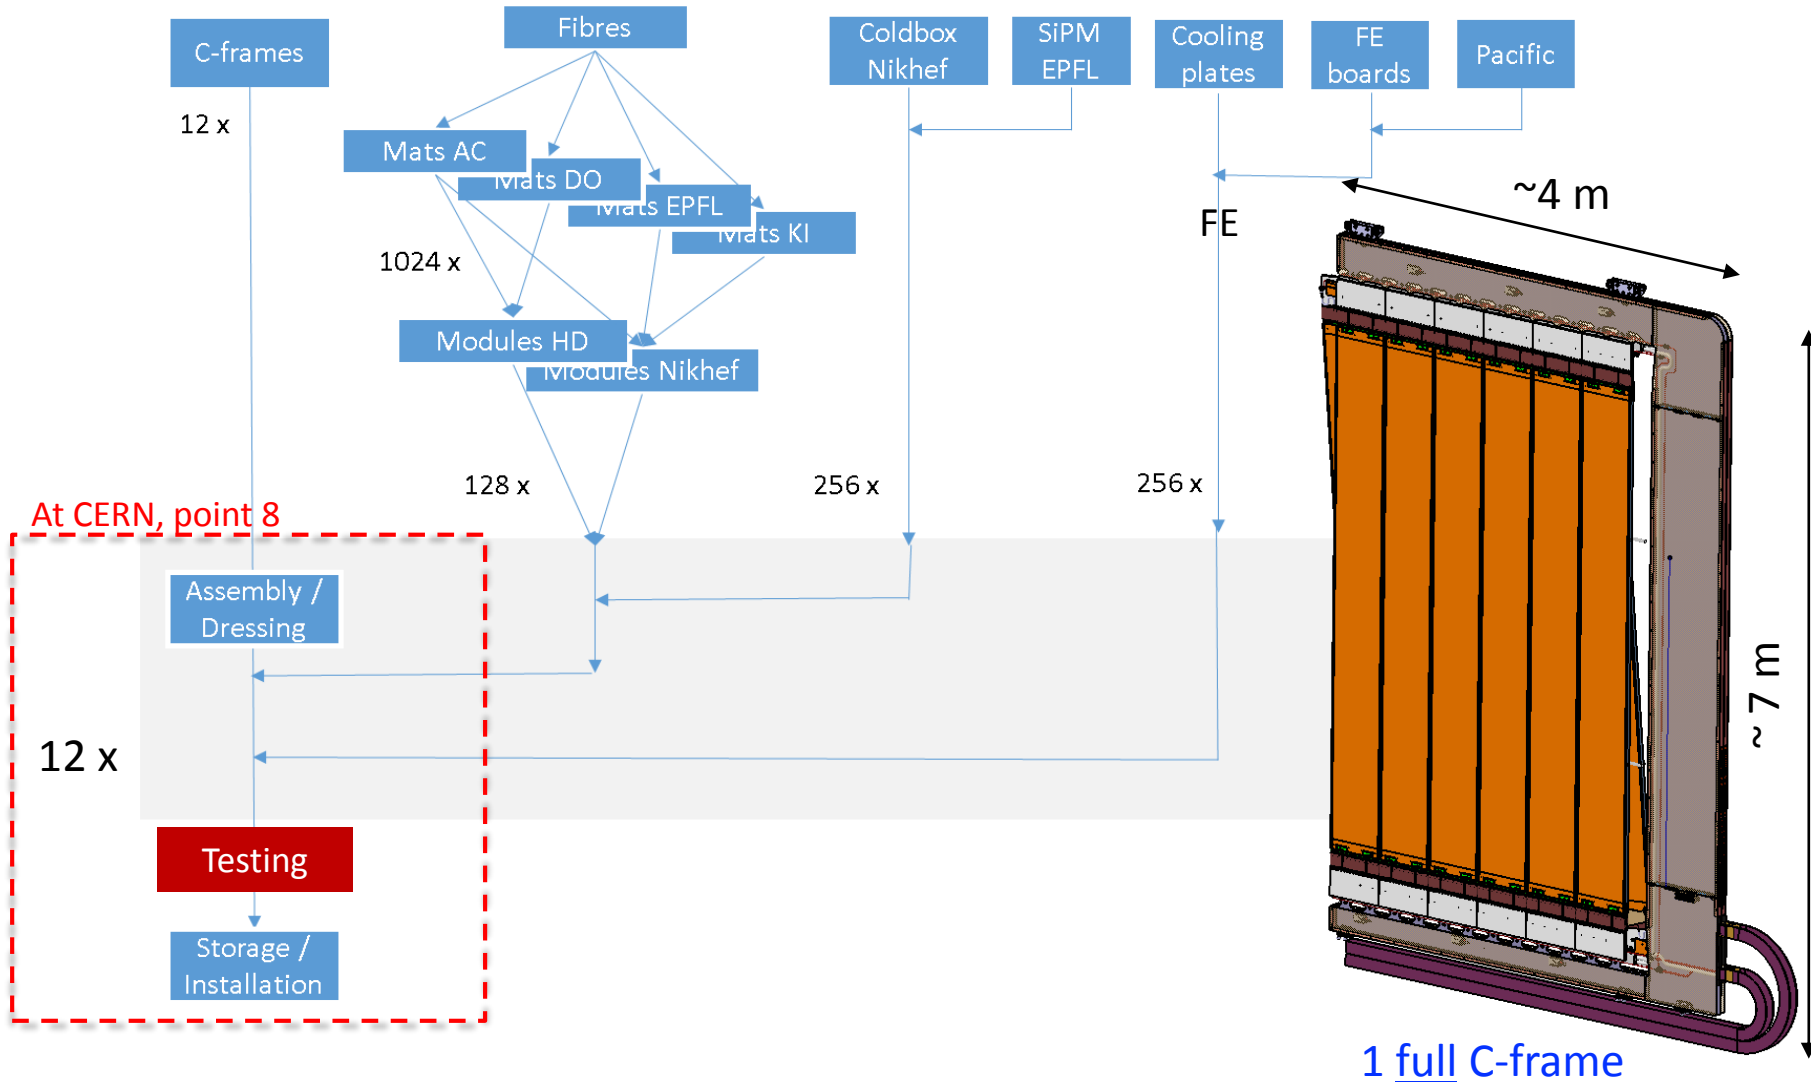 C-frames
Fibres
Coldbox
Nikhef
SiPM
EPFL
Cooling
plates
FE
boards
Pacific
12 x
Mats AC
Mats DO
Mats EPFL
Mats KI
~4 m
FE
1024 x
Modules HD
Modules Nikhef
128 x
256 x
256 x
At CERN, point 8
Assembly /
Dressing
~ 7 m
12 x
Testing
Storage /
Installation
1 full C-frame